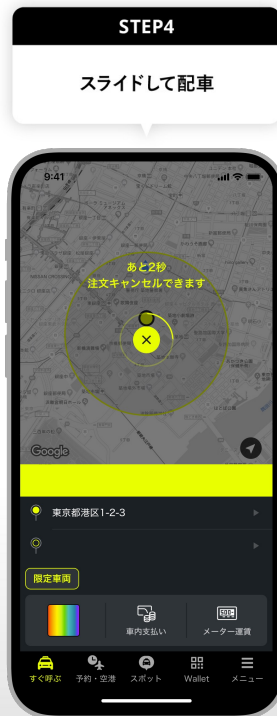 STEP4
スライドして配車
9:41
あと2秒
注文キャンセルできます
Google
東京都港区1-2-3
限定車両
車内支払い
メーター運賃
すぐ呼ぶ
予約・空港
スポット
Wallet
メニュー